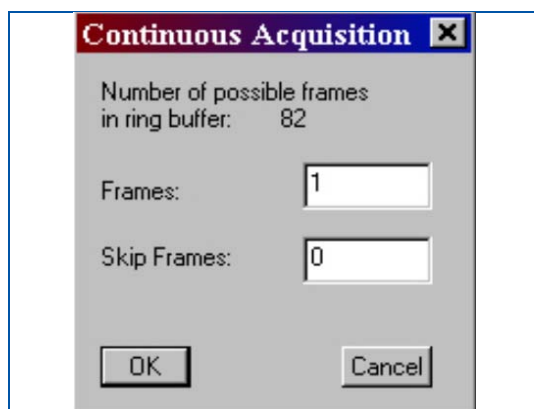 Continuous Acquisition
Number of possible frames
in ring buffer: 82
Frames: 1
Skip Frames: 0
OK Cancel